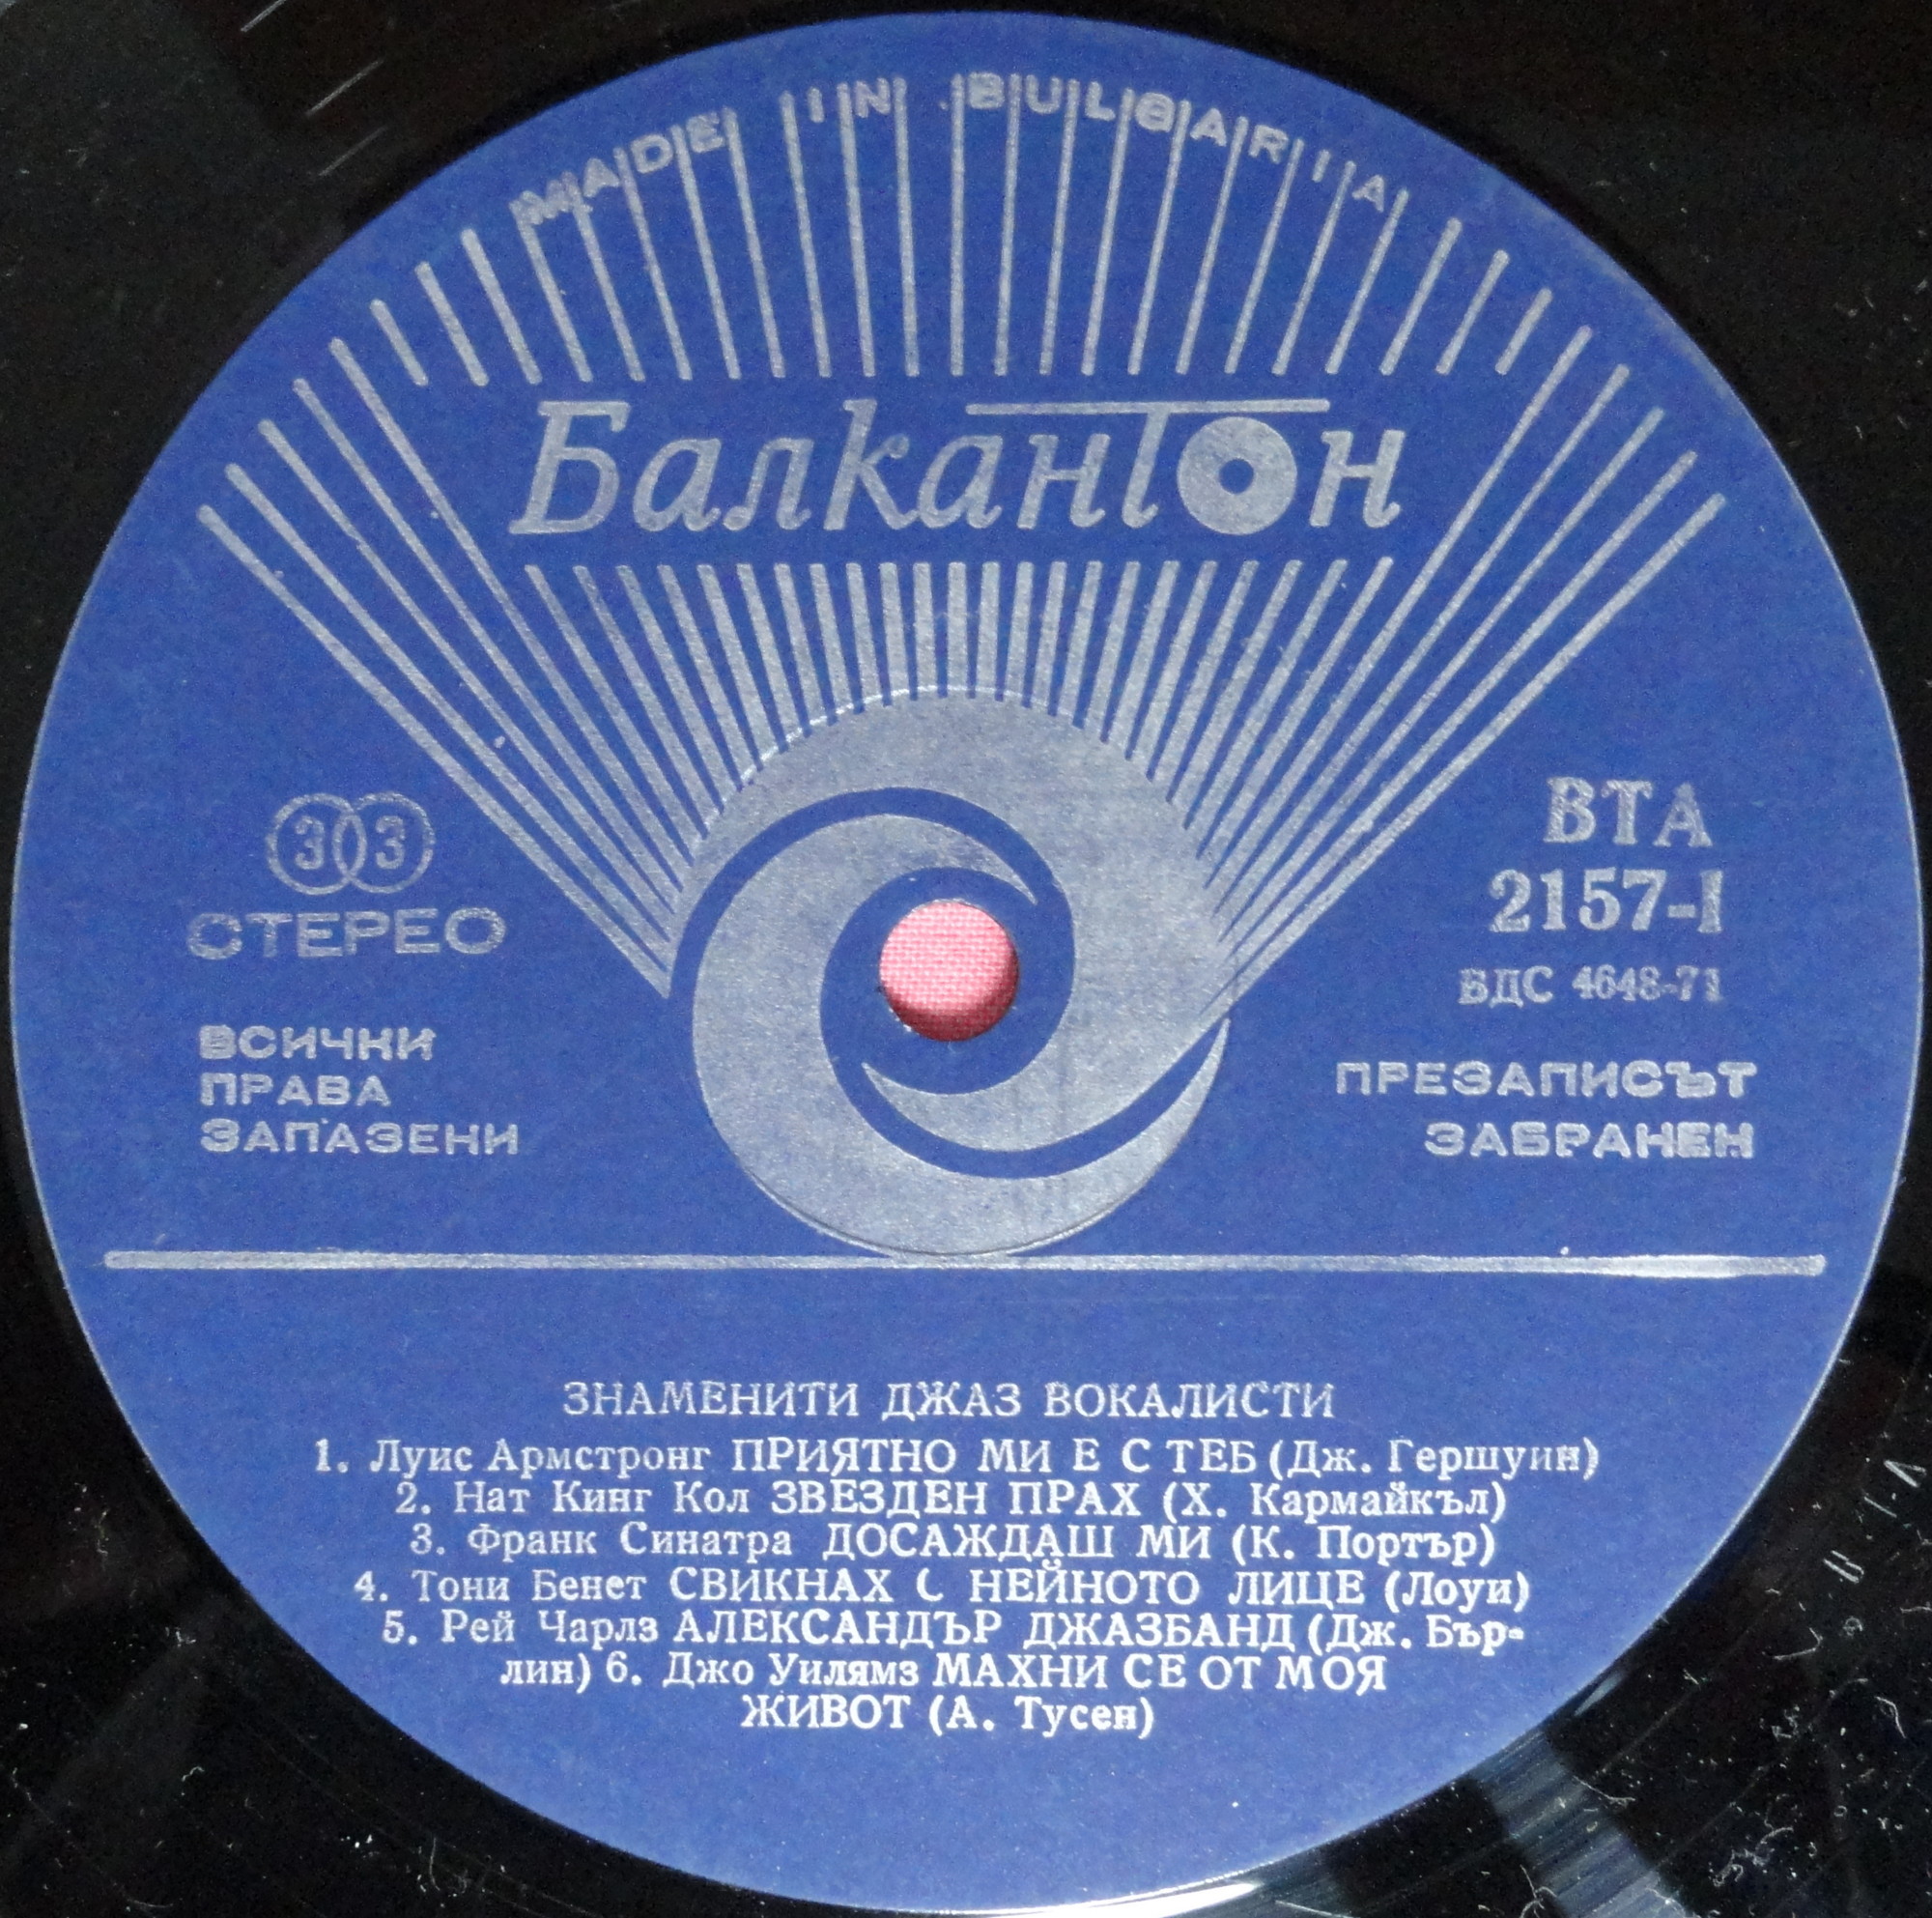 MADE IN BULGARIA
Балкантон
33
СТЕРЕО
ВСИЧКИ
ПРАВА
ЗАПАЗЕНИ
ВТА
2157-I
БДС 4648-71
ПРЕЗАПИСЪТ
ЗАБРАНЕН
ЗНАМЕНИТИ ДЖАЗ ВОКАЛИСТИ
1. Луис Армстронг ПРИЯТНО МИ Е С ТЕБ (Дж. Гершуин)
2. Нат Кинг Кол ЗВЕЗДЕН ПРАХ (Х. Кармайкъл)
3. Франк Синатра ДОСАЖДАШ МИ (К. Портър)
4. Тони Бенет СВИКНАХ С НЕЙНОТО ЛИЦЕ (Лоуи)
5. Рей Чарлз АЛЕКСАНДЪР ДЖАЗБАНД (Дж. Бър-
лин) 6. Джо Уилямз МАХНИ СЕ ОТ МОЯ
ЖИВОТ (А. Тусен)